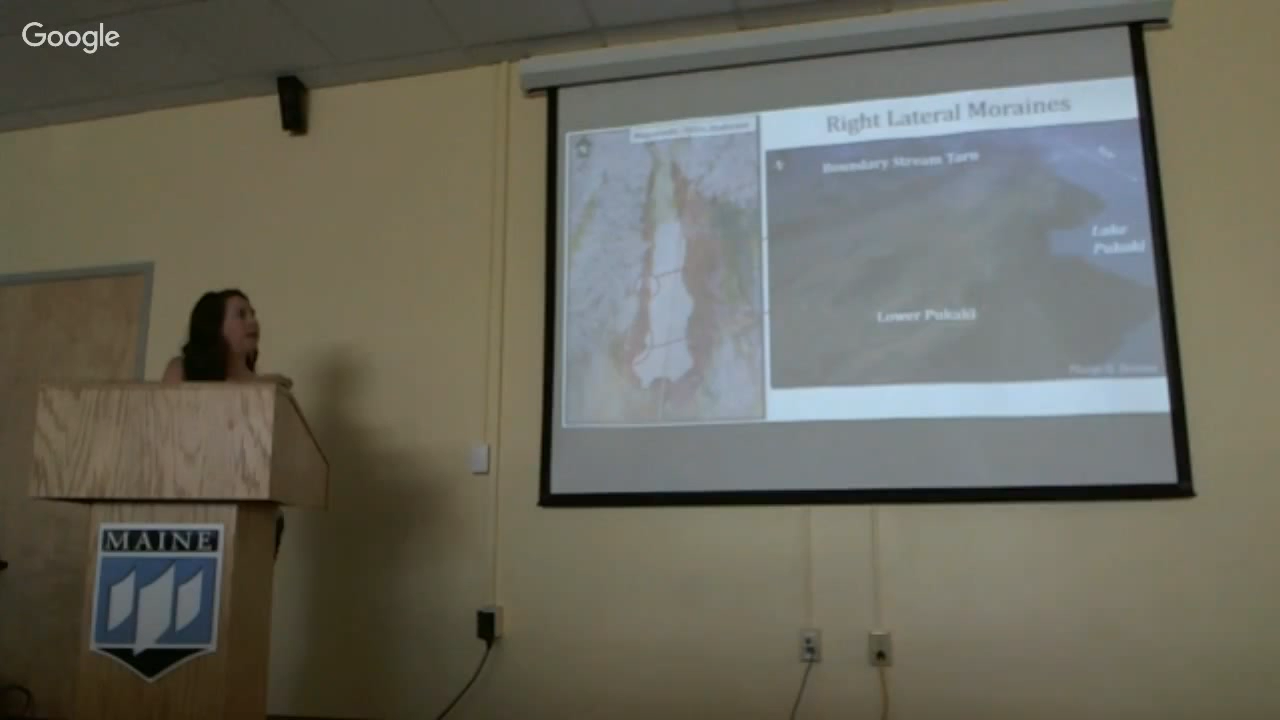 Google
Right Lateral Moraines
Boundary Stream Tarn
Lake
Pukaki
Lower Pukaki
MAINE